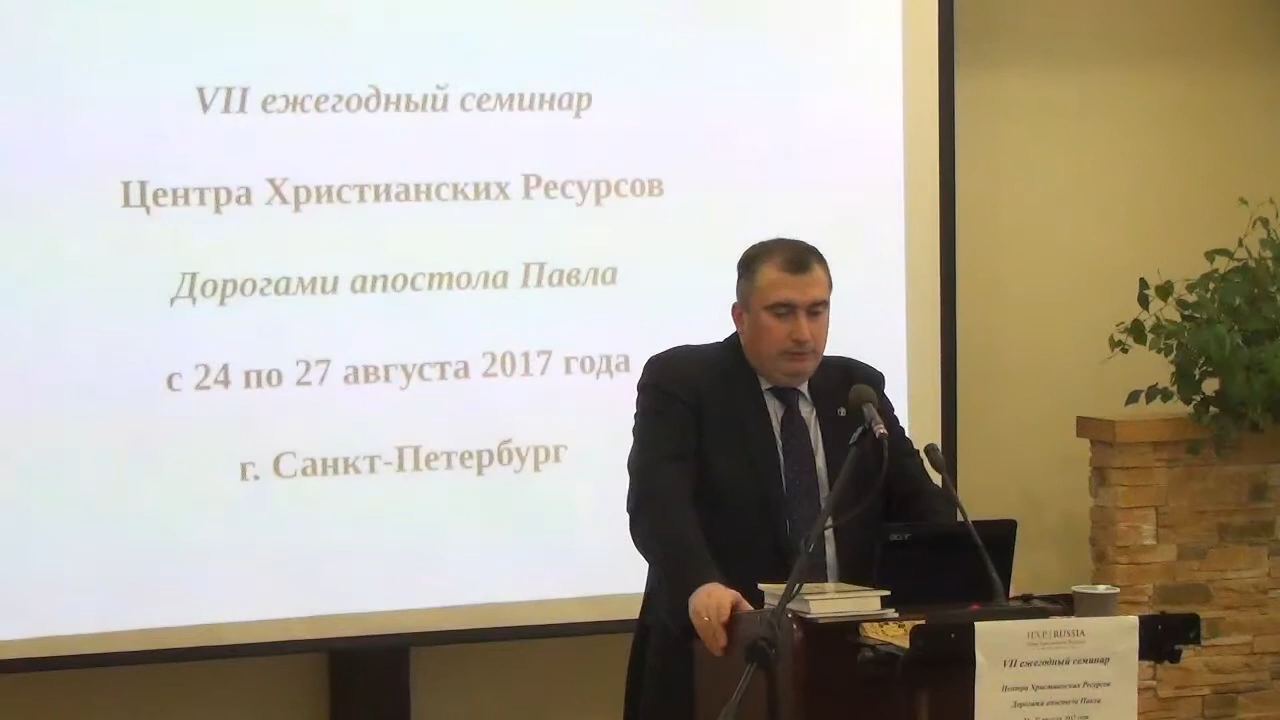 VII ежегодный семинар
Центра Христианских Ресурсов
Дорогами апостола Павла
с 24 по 27 августа 2017 года
г. Санкт-Петербург
acer
RUSSIA
VII ежегодный семинар
Центра Христианских Ресурсов
Дорогами апостола Павла